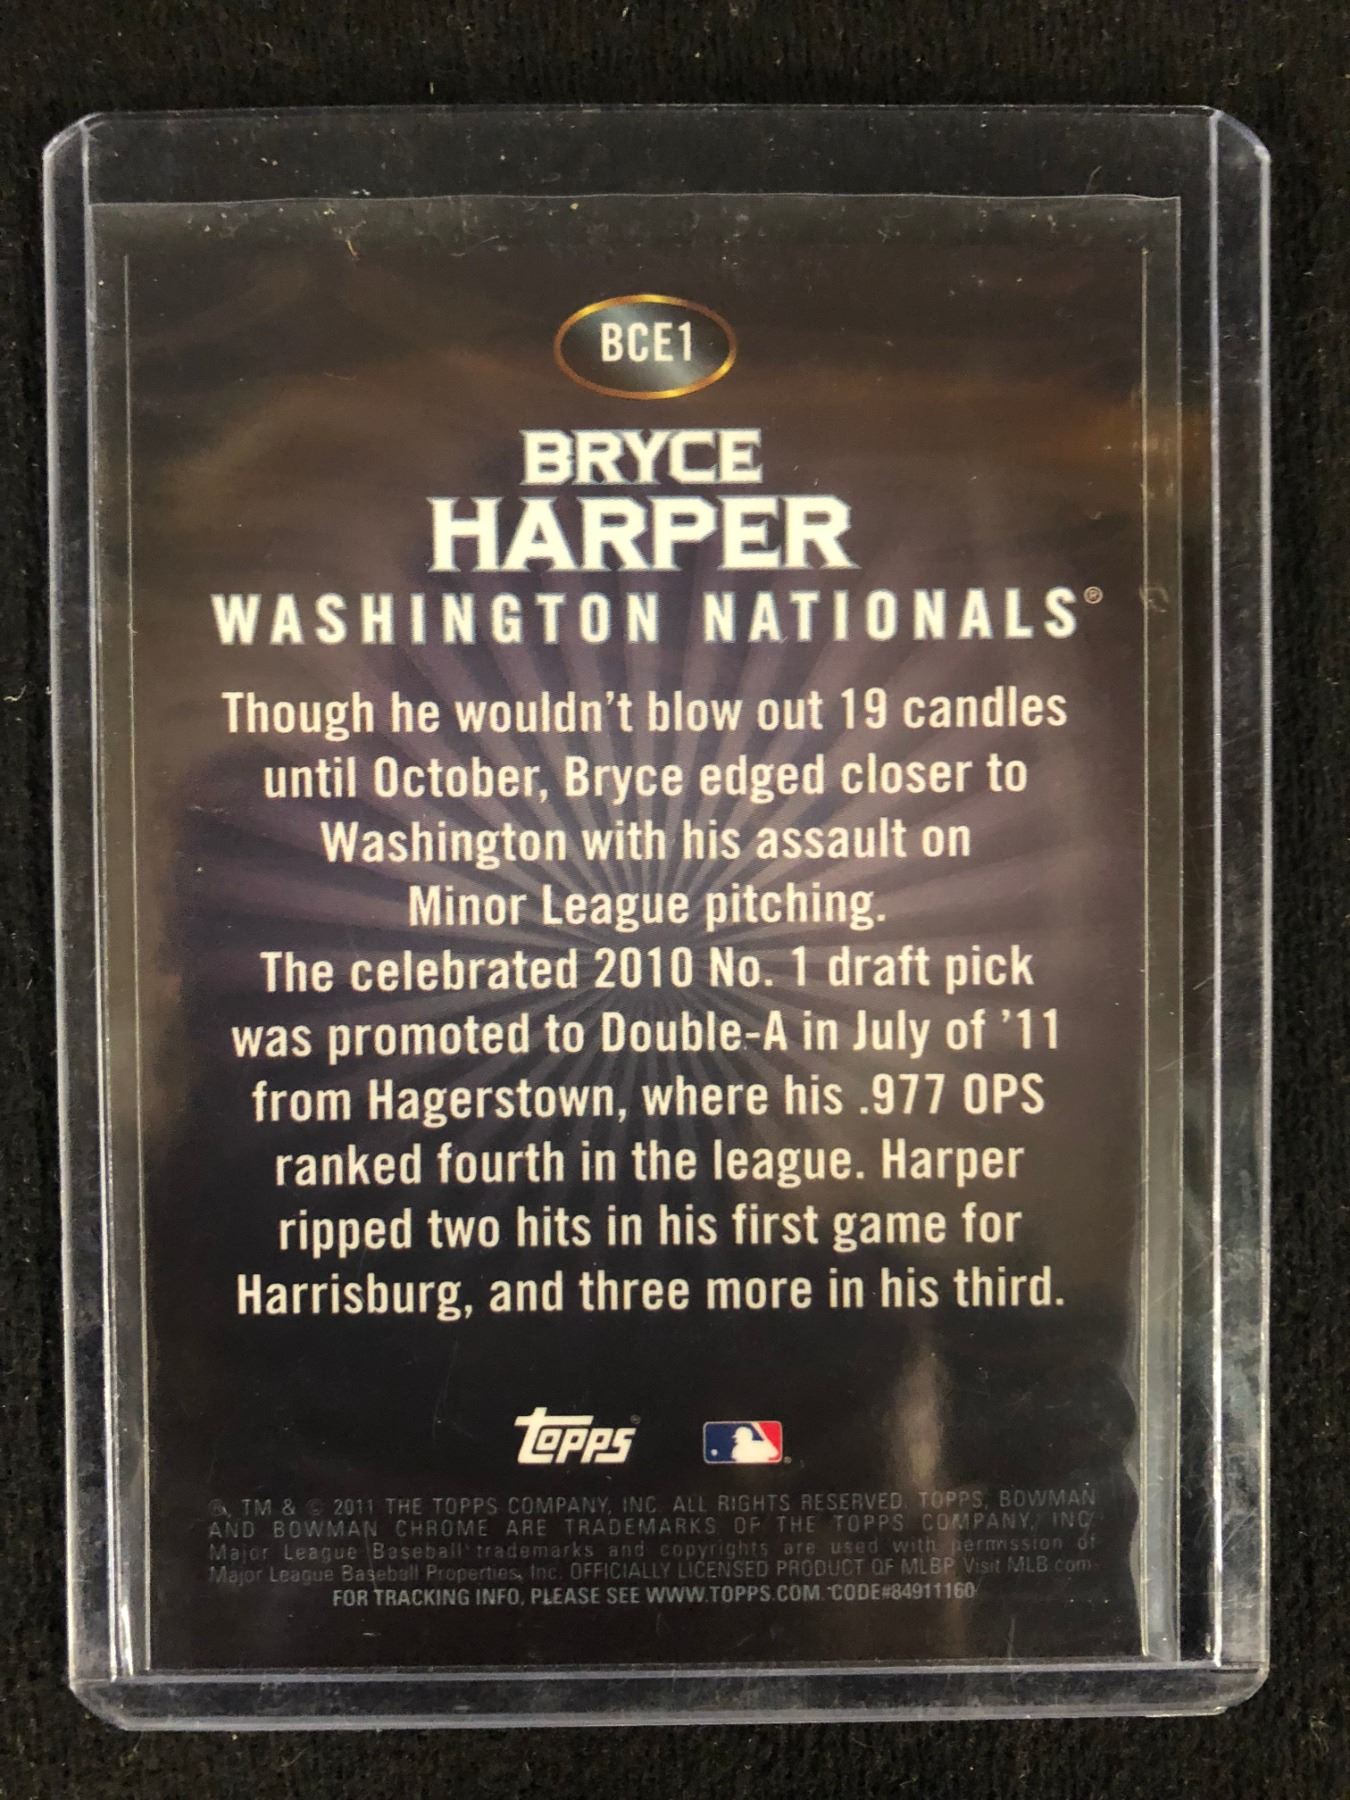 BCE1
BRYCE
HARPER
WASHINGTON NATIONALS®
Though he wouldn't blow out 19 candles
until October, Bryce edged closer to
Washington with his assault on
Minor League pitching.
The celebrated 2010 No. 1 draft pick
was promoted to Double-A in July of '11
from Hagerstown, where his .977 OPS
ranked fourth in the league. Harper
ripped two hits in his first game for
Harrisburg, and three more in his third.
Topps®
®, TM & © 2011 THE TOPPS COMPANY, INC. ALL RIGHTS RESERVED. TOPPS, BOWMAN
AND BOWMAN CHROME ARE TRADEMARKS OF THE TOPPS COMPANY, INC.
Major League Baseball trademarks and copyrights are used with permission of
Major League Baseball Properties, Inc. OFFICIALLY LICENSED PRODUCT OF MLBP Visit MLB.com
FOR TRACKING INFO, PLEASE SEE WWW.TOPPS.COM. CODE#84911160